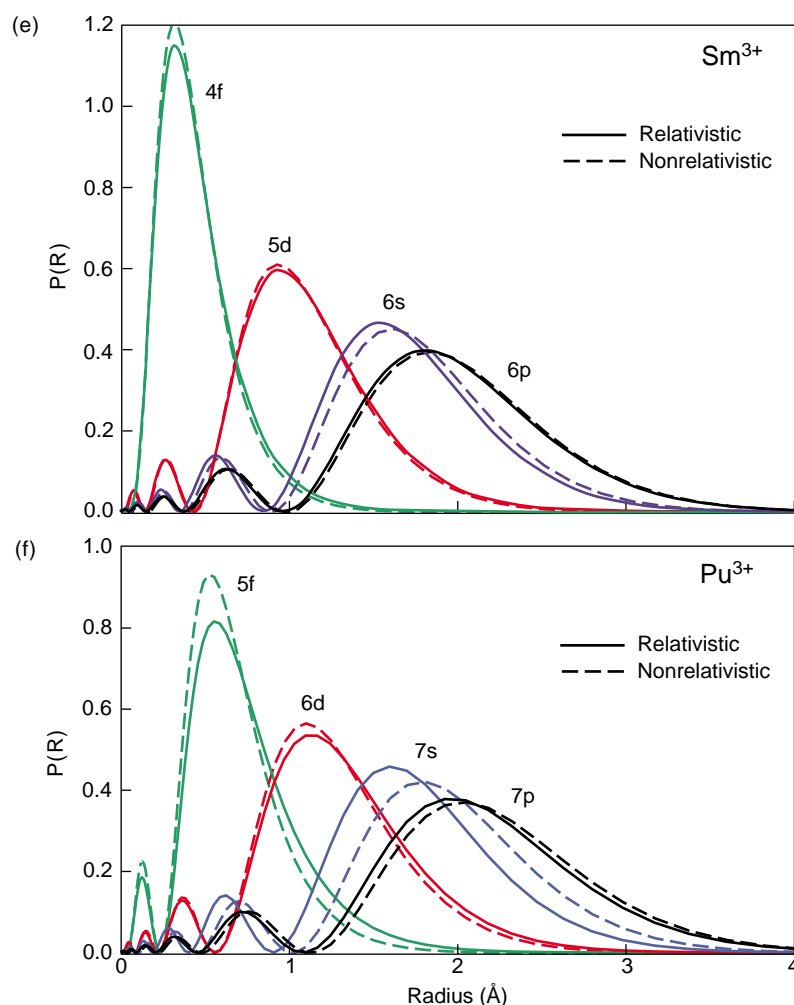 (e)
Sm³⁺
1.2
1.0
0.8
0.6
0.4
0.2
0.0
P(R)
4f
5d
6s
6p
Relativistic
Nonrelativistic
(f)
Pu³⁺
1.0
0.8
0.6
0.4
0.2
0.0
P(R)
5f
6d
7s
7p
Relativistic
Nonrelativistic
0 1 2 3 4
Radius (Å)